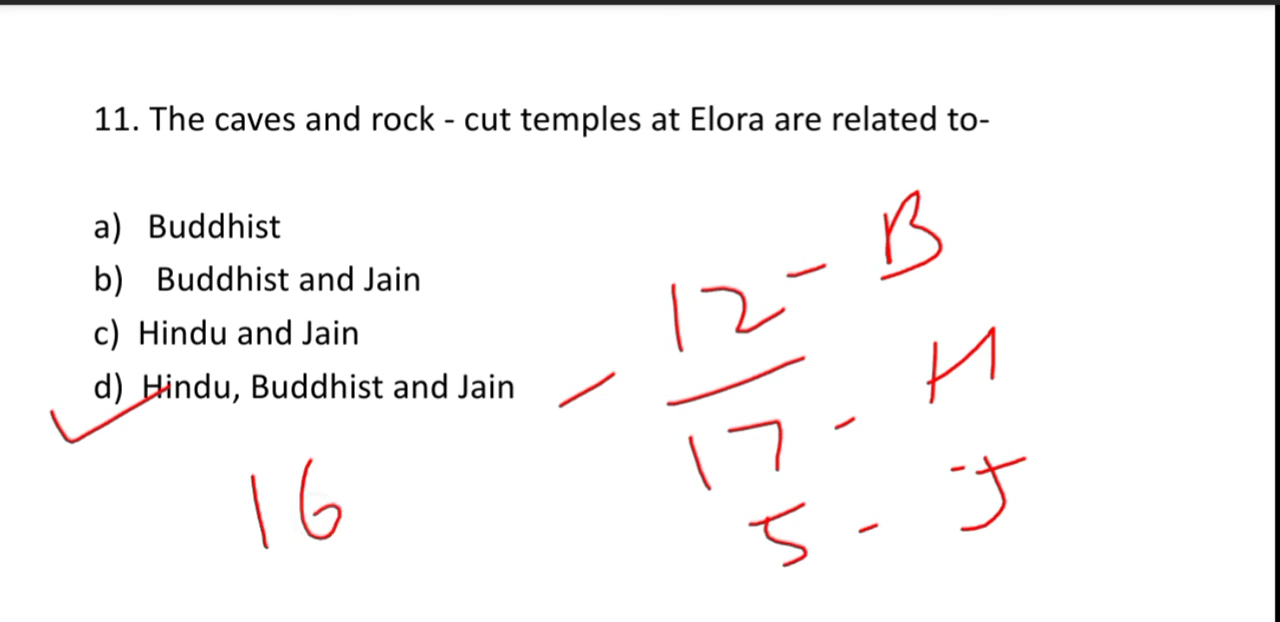 11. The caves and rock - cut temples at Elora are related to-
a) Buddhist
b) Buddhist and Jain
c) Hindu and Jain
d) Hindu, Buddhist and Jain
12 - B
17 - H
5 - J
16